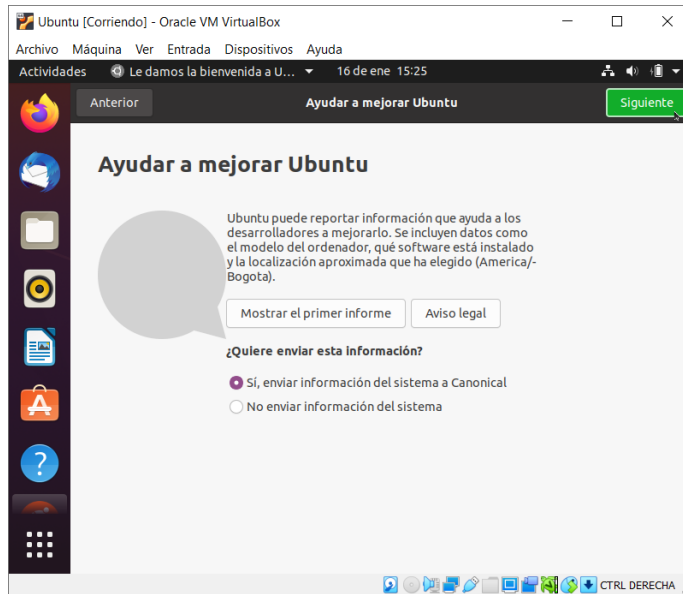 Ubuntu [Corriendo] - Oracle VM VirtualBox
Archivo Máquina Ver Entrada Dispositivos Ayuda
Actividades Le damos la bienvenida a U... 16 de ene 15:25
Anterior Ayudar a mejorar Ubuntu Siguiente
Ayudar a mejorar Ubuntu
Ubuntu puede reportar información que ayuda a los
desarrolladores a mejorarlo. Se incluyen datos como
el modelo del ordenador, qué software está instalado
y la localización aproximada que ha elegido (America/-
Bogota).
Mostrar el primer informe Aviso legal
¿Quiere enviar esta información?
Sí, enviar información del sistema a Canonical
No enviar información del sistema
CTRL DERECHA